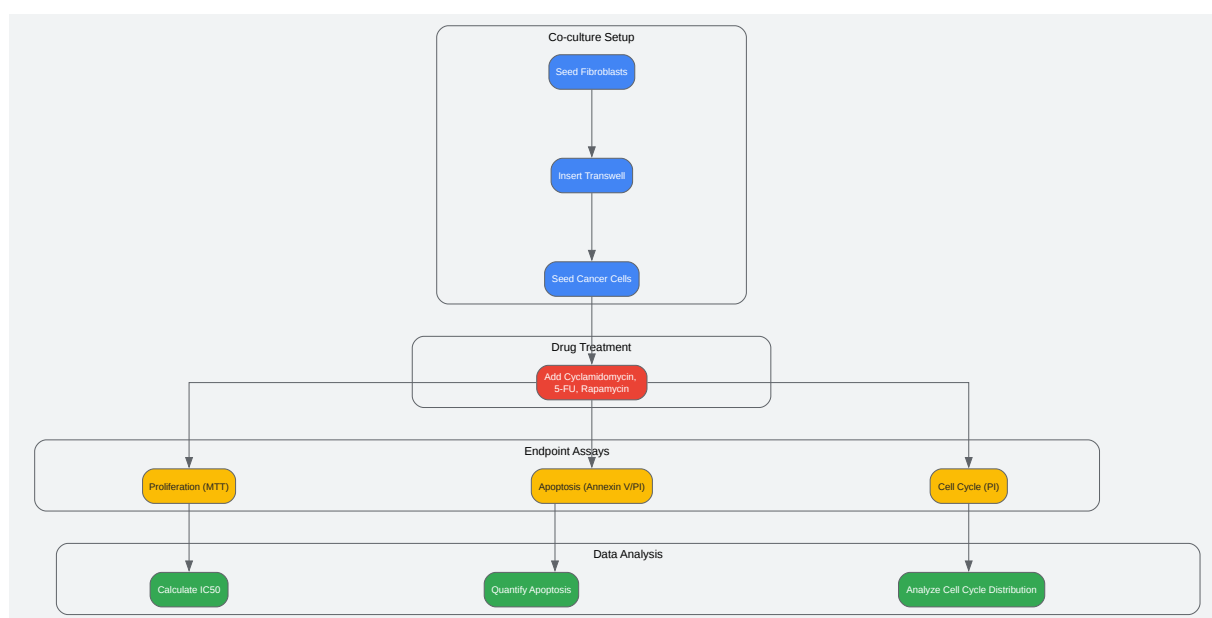 Co-culture Setup
Seed Fibroblasts
Insert Transwell
Seed Cancer Cells
Drug Treatment
Add Cyclamidomycin,
5-FU, Rapamycin
Endpoint Assays
Proliferation (MTT)
Apoptosis (Annexin V/PI)
Cell Cycle (PI)
Data Analysis
Calculate IC50
Quantify Apoptosis
Analyze Cell Cycle Distribution